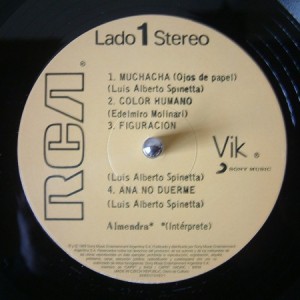 Lado 1 Stereo
RCA
1. MUCHACHA (Ojos de papel)
(Luis Alberto Spinetta)
2. COLOR HUMANO
(Edelmiro Molinari)
3. FIGURACION
Vik ®
SONY MUSIC
(Luis Alberto Spinetta)
4. ANA NO DUERME
(Luis Alberto Spinetta)
Almendra* *(Intérprete)